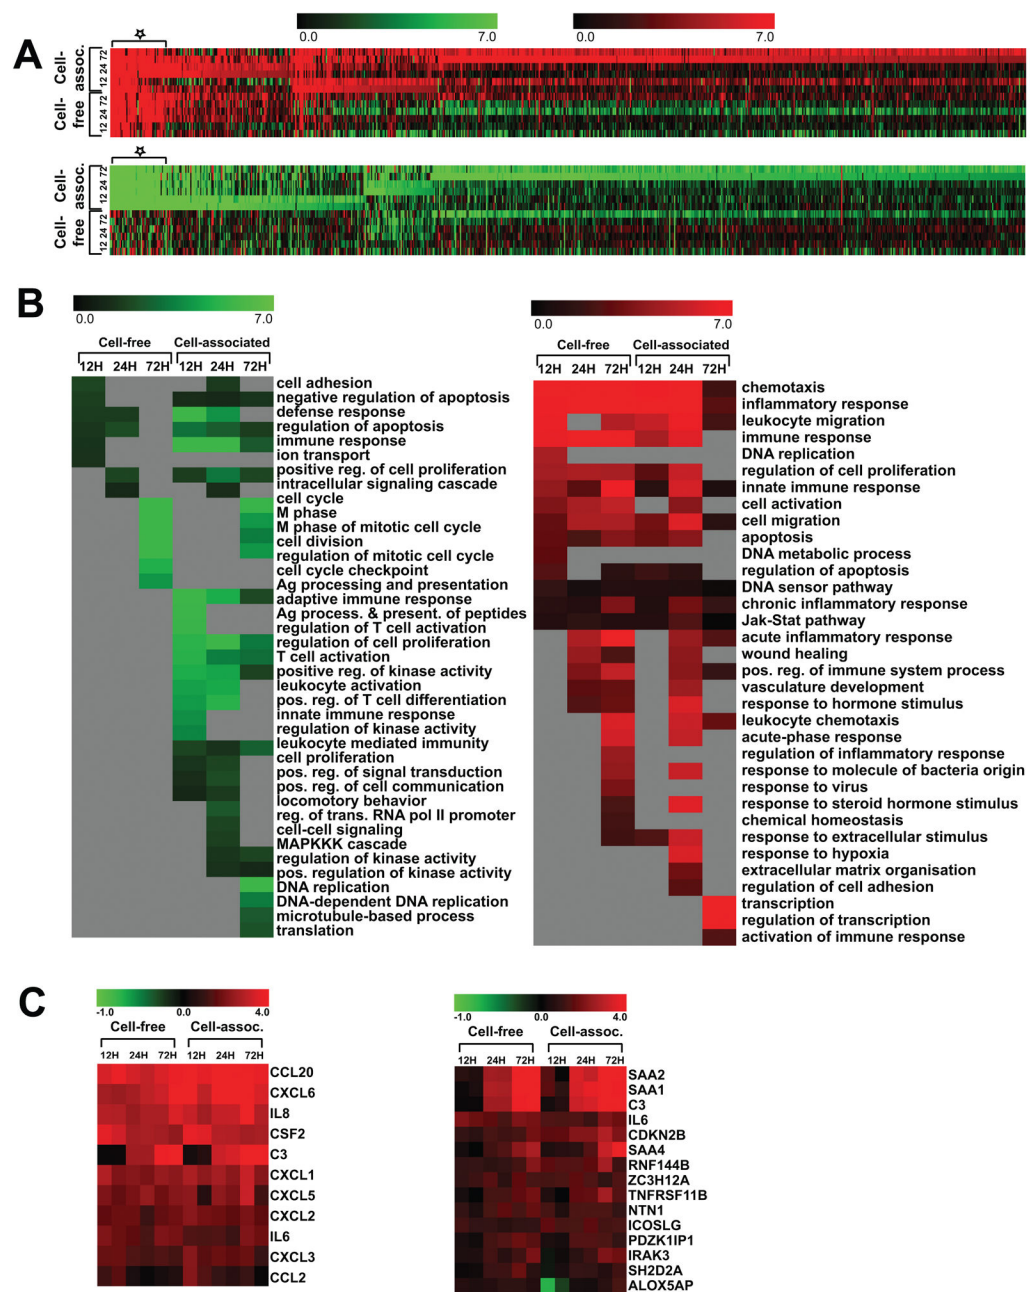 A
0.0 7.0
0.0 7.0
Cell-assoc.
12 24 72
Cell-free
12 24 72
Cell-assoc.
12 24 72
Cell-free
12 24 72
B
0.0 7.0
Cell-free Cell-associated
12H 24H 72H 12H 24H 72H
cell adhesion
negative regulation of apoptosis
defense response
regulation of apoptosis
immune response
ion transport
positive reg. of cell proliferation
intracellular signaling cascade
cell cycle
M phase
M phase of mitotic cell cycle
cell division
regulation of mitotic cell cycle
cell cycle checkpoint
Ag processing and presentation
adaptive immune response
Ag process. & present. of peptides
regulation of T cell activation
regulation of cell proliferation
T cell activation
positive reg. of kinase activity
leukocyte activation
pos. reg. of T cell differentiation
innate immune response
regulation of kinase activity
leukocyte mediated immunity
cell proliferation
pos. reg. of signal transduction
pos. reg. of cell communication
locomotory behavior
reg. of trans. RNA pol II promoter
cell-cell signaling
MAPKKK cascade
regulation of kinase activity
pos. regulation of kinase activity
DNA replication
DNA-dependent DNA replication
microtubule-based process
translation
0.0 7.0
Cell-free Cell-associated
12H 24H 72H 12H 24H 72H
chemotaxis
inflammatory response
leukocyte migration
immune response
DNA replication
regulation of cell proliferation
innate immune response
cell activation
cell migration
apoptosis
DNA metabolic process
regulation of apoptosis
DNA sensor pathway
chronic inflammatory response
Jak-Stat pathway
acute inflammatory response
wound healing
pos. reg. of immune system process
vasculature development
response to hormone stimulus
leukocyte chemotaxis
acute-phase response
regulation of inflammatory response
response to molecule of bacteria origin
response to virus
response to steroid hormone stimulus
chemical homeostasis
response to extracellular stimulus
response to hypoxia
extracellular matrix organisation
regulation of cell adhesion
transcription
regulation of transcription
activation of immune response
C
-1.0 0.0 4.0
Cell-free Cell-assoc.
12H 24H 72H 12H 24H 72H
CCL20
CXCL6
IL8
CSF2
C3
CXCL1
CXCL5
CXCL2
IL6
CXCL3
CCL2
-1.0 0.0 4.0
Cell-free Cell-assoc.
12H 24H 72H 12H 24H 72H
SAA2
SAA1
C3
IL6
CDKN2B
SAA4
RNF144B
ZC3H12A
TNFRSF11B
NTN1
ICOSLG
PDZK1IP1
IRAK3
SH2D2A
ALOX5AP